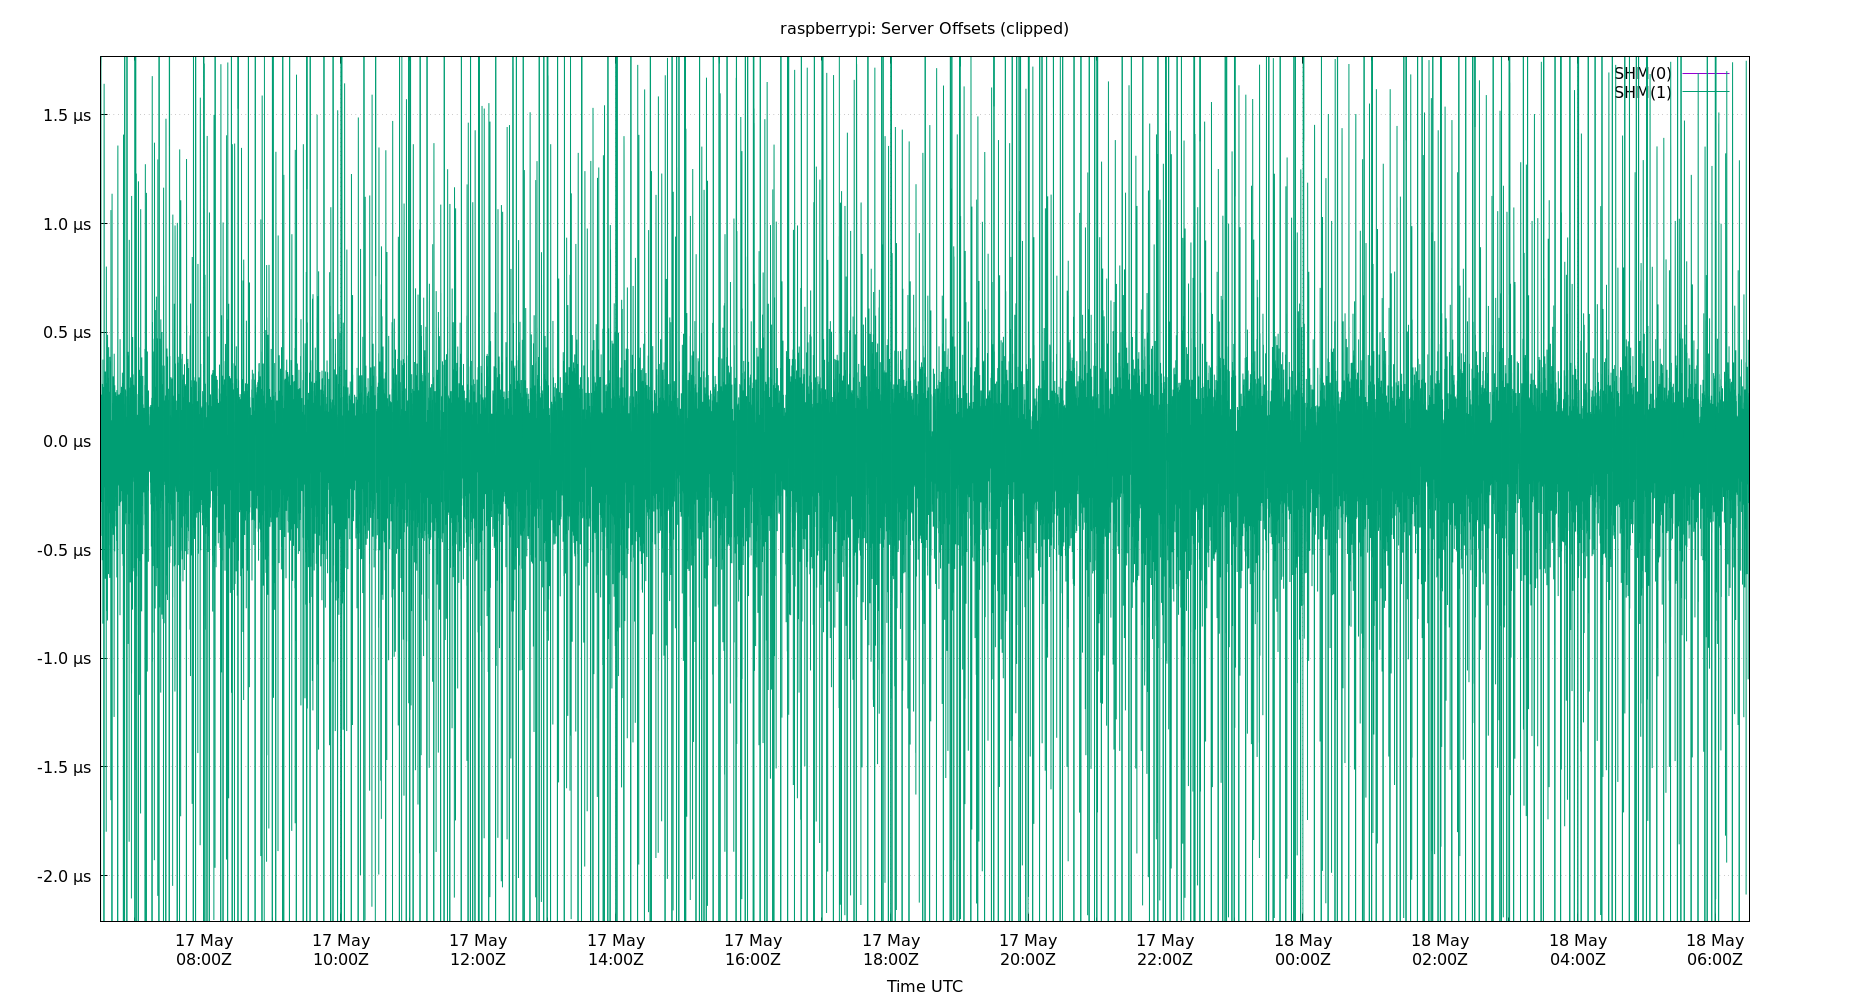 raspberrypi: Server Offsets (clipped)
SHM(0)
SHM(1)
1.5 µs
1.0 µs
0.5 µs
0.0 µs
-0.5 µs
-1.0 µs
-1.5 µs
-2.0 µs
17 May 17 May 17 May 17 May 17 May 17 May 17 May 17 May 18 May 18 May 18 May 18 May
08:00Z 10:00Z 12:00Z 14:00Z 16:00Z 18:00Z 20:00Z 22:00Z 00:00Z 02:00Z 04:00Z 06:00Z
Time UTC